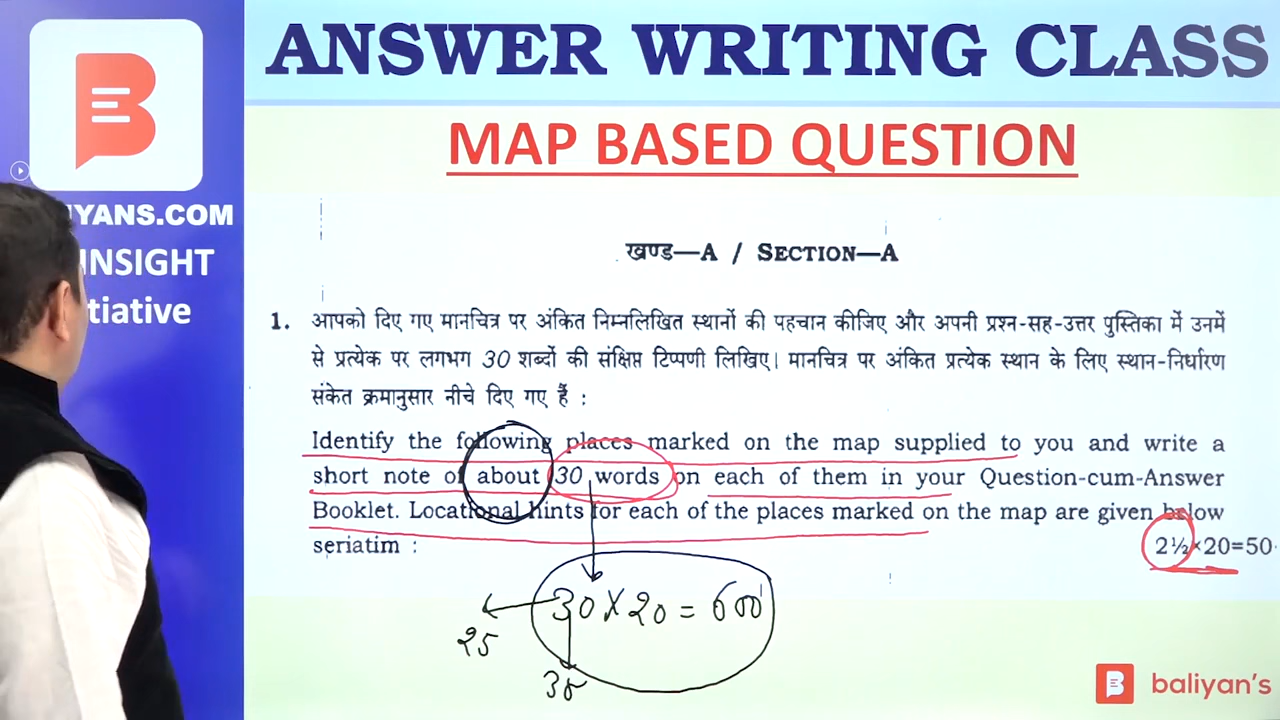 ANSWER WRITING CLASS
MAP BASED QUESTION
YANS.COM
INSIGHT
tiative
खण्ड—A / SECTION—A
1. आपको दिए गए मानचित्र पर अंकित निम्नलिखित स्थानों की पहचान कीजिए और अपनी प्रश्न-सह-उत्तर पुस्तिका में उनमें
से प्रत्येक पर लगभग 30 शब्दों की संक्षिप्त टिप्पणी लिखिए। मानचित्र पर अंकित प्रत्येक स्थान के लिए स्थान-निर्धारण
संकेत क्रमानुसार नीचे दिए गए हैं :
Identify the following places marked on the map supplied to you and write a
short note of about 30 words on each of them in your Question-cum-Answer
Booklet. Locational hints for each of the places marked on the map are given below
seriatim :
2½×20=50
30 X 20 = 600
25
35
baliyan's